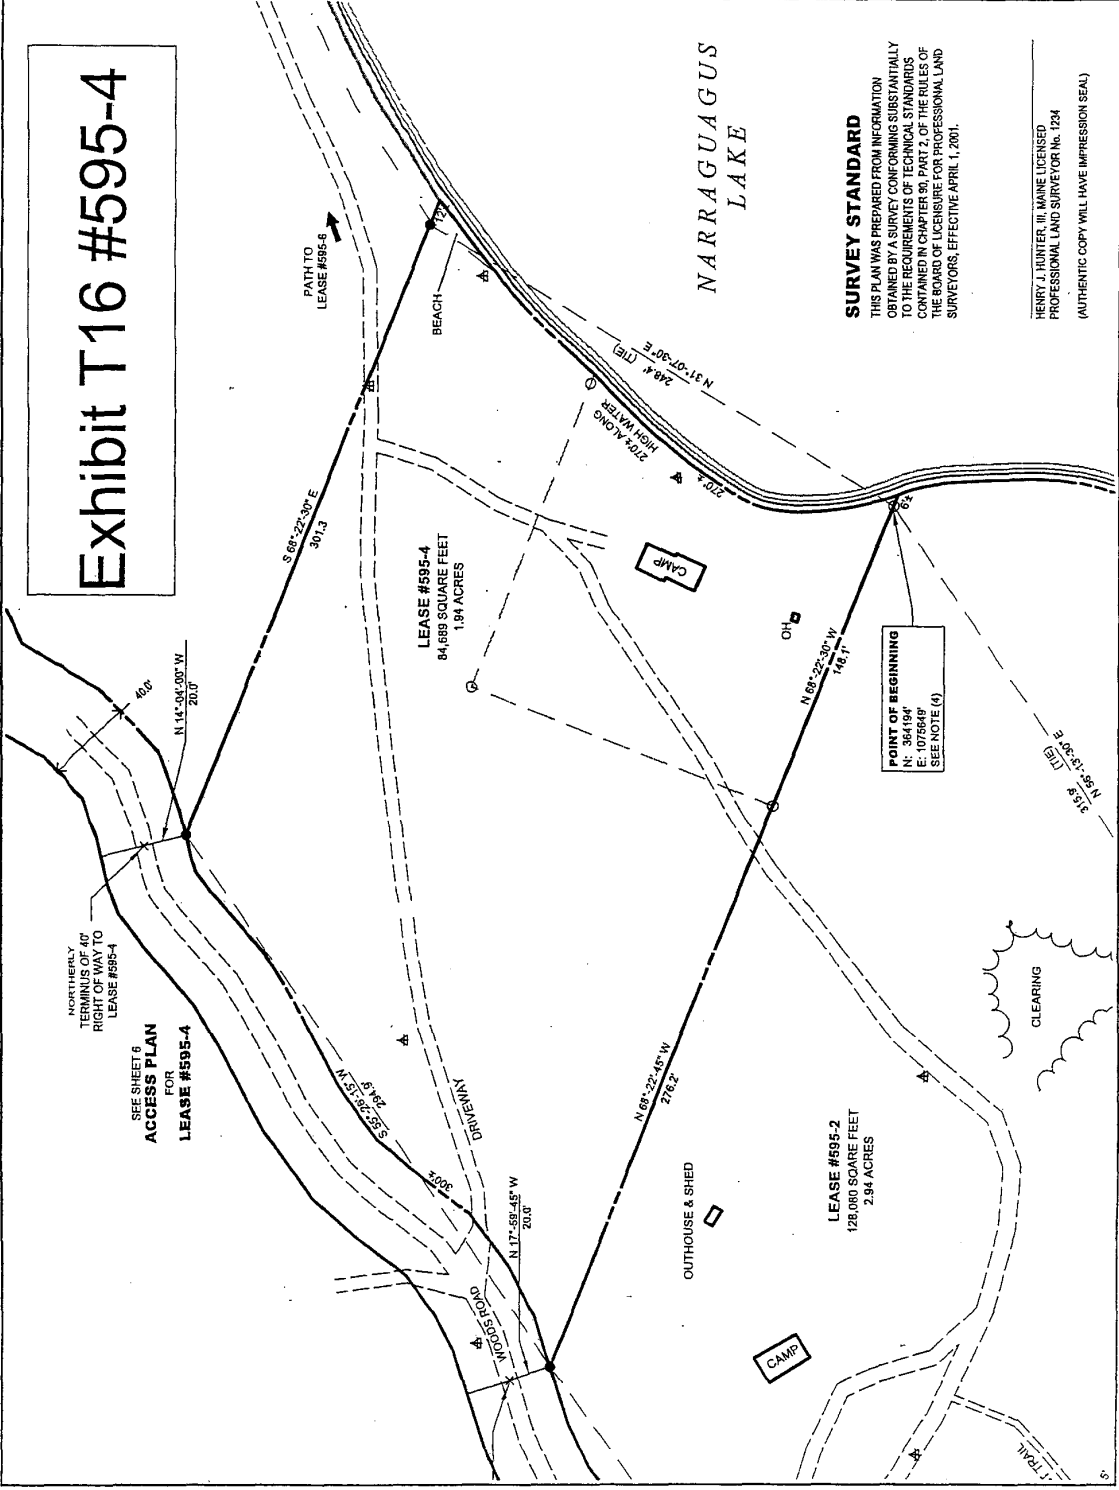 Exhibit T16 #595-4
NARRAGUAGUS
LAKE
SURVEY STANDARD
THIS PLAN WAS PREPARED FROM INFORMATION
OBTAINED BY A SURVEY CONFORMING SUBSTANTIALLY
TO THE REQUIREMENTS OF TECHNICAL STANDARDS
CONTAINED IN CHAPTER 90, PART 2, OF THE RULES OF
THE BOARD OF LICENSURE FOR PROFESSIONAL LAND
SURVEYORS, EFFECTIVE APRIL 1, 2001.
HENRY J. HUNTER, III, MAINE LICENSED
PROFESSIONAL LAND SURVEYOR No. 1234
(AUTHENTIC COPY WILL HAVE IMPRESSION SEAL)
PATH TO
LEASE #595-6
BEACH
12'±
N 31°-07'-30" E
248.4' (TIE)
270'± ALONG
HIGH WATER
270'±
S 68°-22'-30" E
301.3
LEASE #595-4
84,689 SQUARE FEET
1.94 ACRES
CAMP
OH
N 68°-22'-30" W
148.1'
6'±
POINT OF BEGINNING
N: 364194'
E: 1075649'
SEE NOTE (4)
315.9' (TIE)
N 56°-13'-30" E
40.0'
N 14°-04'-00" W
20.0'
NORTHERLY
TERMINUS OF 40'
RIGHT OF WAY TO
LEASE #595-4
SEE SHEET 6
ACCESS PLAN
FOR
LEASE #595-4
S 55°-26'-15" W
294.9'
300'±
DRIVEWAY
N 17°-59'-45" W
20.0'
WOODS ROAD
N 68°-22'-45" W
276.2'
OUTHOUSE & SHED
LEASE #595-2
128,080 SQARE FEET
2.94 ACRES
CLEARING
CAMP
TRAIL
5'